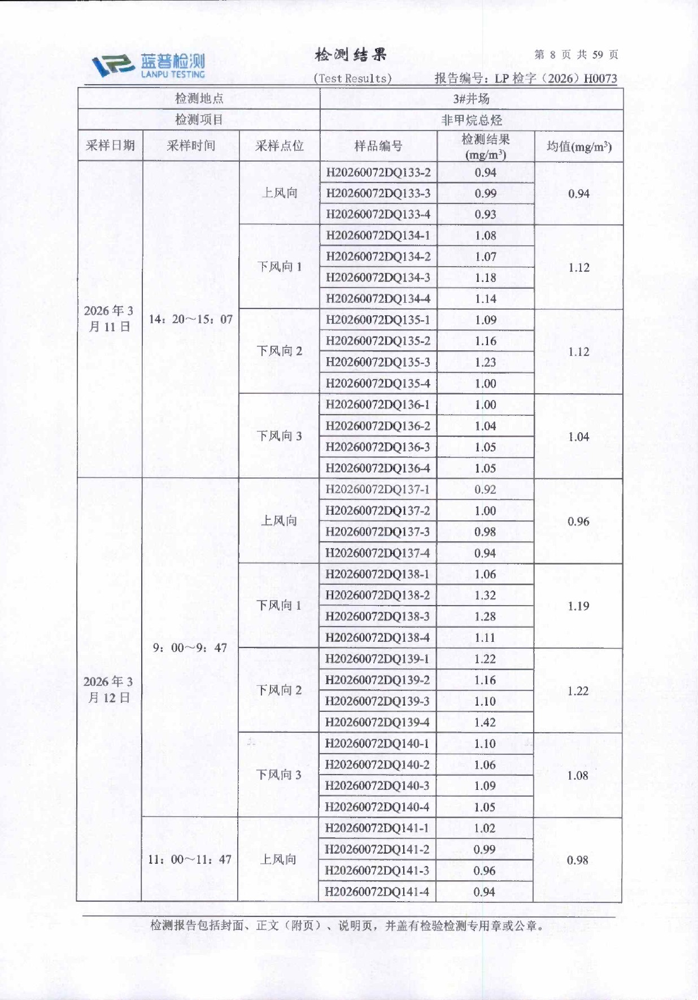 蓝普检测
LANPU TESTING
检测结果
(Test Results)
第 8 页 共 59 页
报告编号：LP 检字（2026）H0073
检测地点 3#井场
检测项目 非甲烷总烃
采样日期 采样时间 采样点位 样品编号 检测结果(mg/m³) 均值(mg/m³)
2026 年 3 月 11 日 14：20～15：07 上风向 H20260072DQ133-2 0.94 0.94
H20260072DQ133-3 0.99
H20260072DQ133-4 0.93
下风向 1 H20260072DQ134-1 1.08 1.12
H20260072DQ134-2 1.07
H20260072DQ134-3 1.18
H20260072DQ134-4 1.14
下风向 2 H20260072DQ135-1 1.09 1.12
H20260072DQ135-2 1.16
H20260072DQ135-3 1.23
H20260072DQ135-4 1.00
下风向 3 H20260072DQ136-1 1.00 1.04
H20260072DQ136-2 1.04
H20260072DQ136-3 1.05
H20260072DQ136-4 1.05
2026 年 3 月 12 日 9：00～9：47 上风向 H20260072DQ137-1 0.92 0.96
H20260072DQ137-2 1.00
H20260072DQ137-3 0.98
H20260072DQ137-4 0.94
下风向 1 H20260072DQ138-1 1.06 1.19
H20260072DQ138-2 1.32
H20260072DQ138-3 1.28
H20260072DQ138-4 1.11
下风向 2 H20260072DQ139-1 1.22 1.22
H20260072DQ139-2 1.16
H20260072DQ139-3 1.10
H20260072DQ139-4 1.42
下风向 3 H20260072DQ140-1 1.10 1.08
H20260072DQ140-2 1.06
H20260072DQ140-3 1.09
H20260072DQ140-4 1.05
11：00～11：47 上风向 H20260072DQ141-1 1.02 0.98
H20260072DQ141-2 0.99
H20260072DQ141-3 0.96
H20260072DQ141-4 0.94
检测报告包括封面、正文（附页）、说明页，并盖有检验检测专用章或公章。